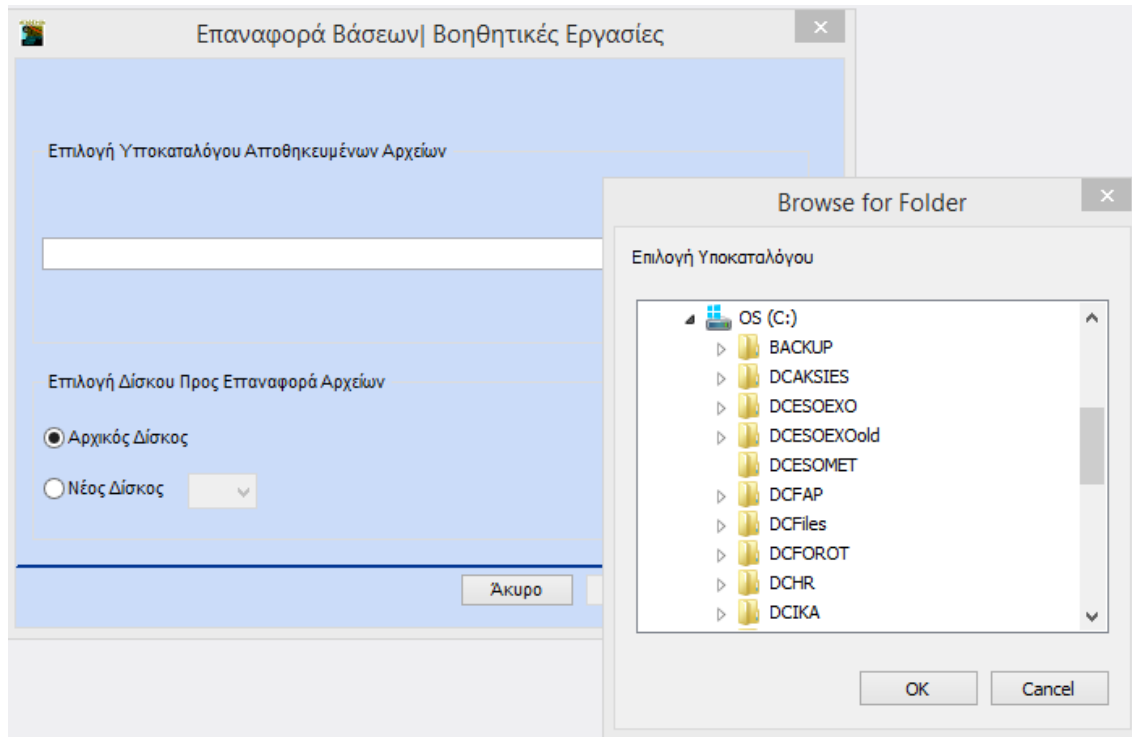 Επαναφορά Βάσεων| Βοηθητικές Εργασίες
Επιλογή Υποκαταλόγου Αποθηκευμένων Αρχείων
Επιλογή Δίσκου Προς Επαναφορά Αρχείων
Αρχικός Δίσκος
Νέος Δίσκος
Άκυρο
Browse for Folder
Επιλογή Υποκαταλόγου
OS (C:)
BACKUP
DCAKSIES
DCESOEXO
DCESOEXOold
DCESOMET
DCFAP
DCFiles
DCFOROT
DCHR
DCIKA
OK
Cancel